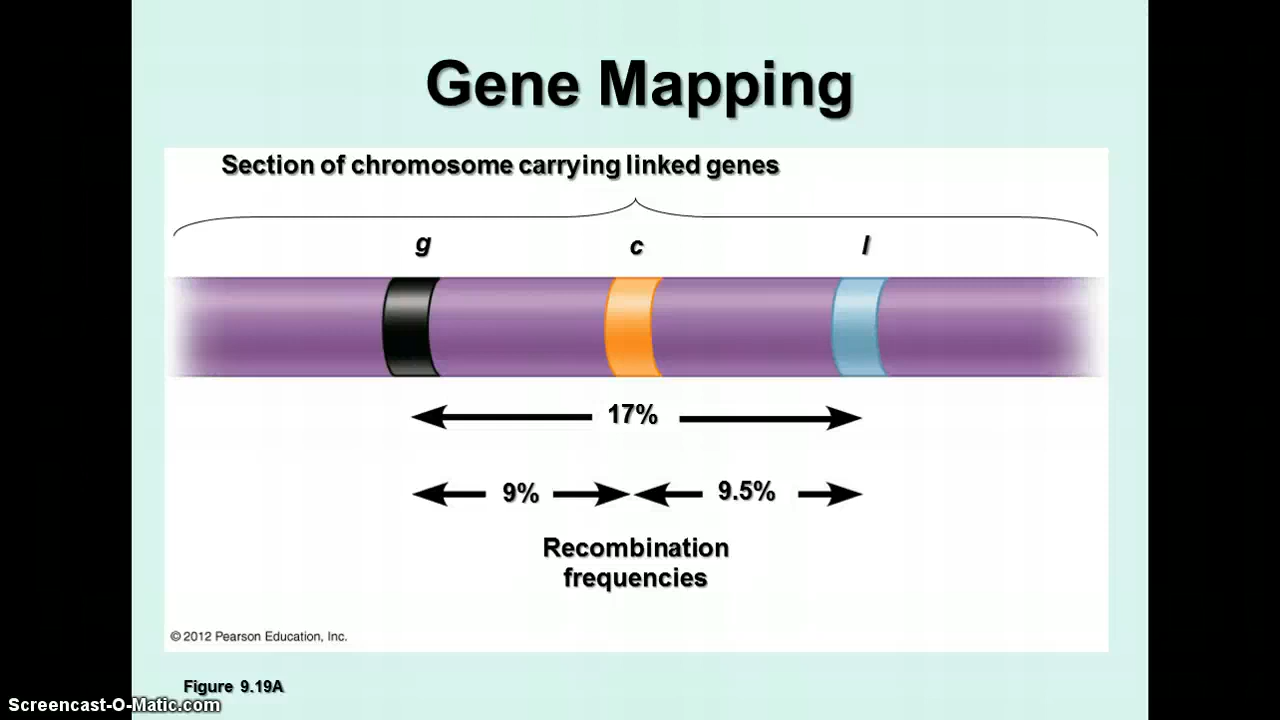 Gene Mapping
Section of chromosome carrying linked genes
g c l
17%
9% 9.5%
Recombination
frequencies
© 2012 Pearson Education, Inc.
Figure 9.19A
Screencast-O-Matic.com